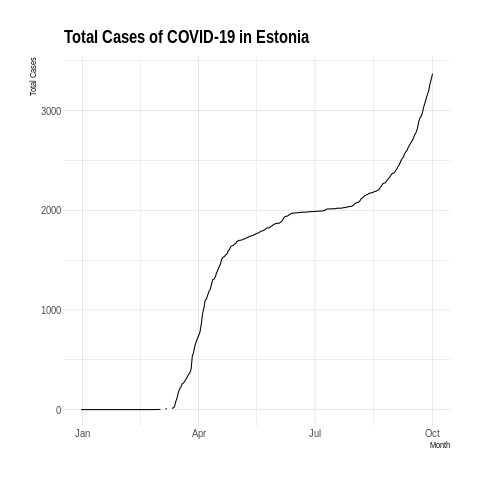 Total Cases of COVID-19 in Estonia
Total Cases
3000
2000
1000
0
Jan Apr Jul Oct
Month